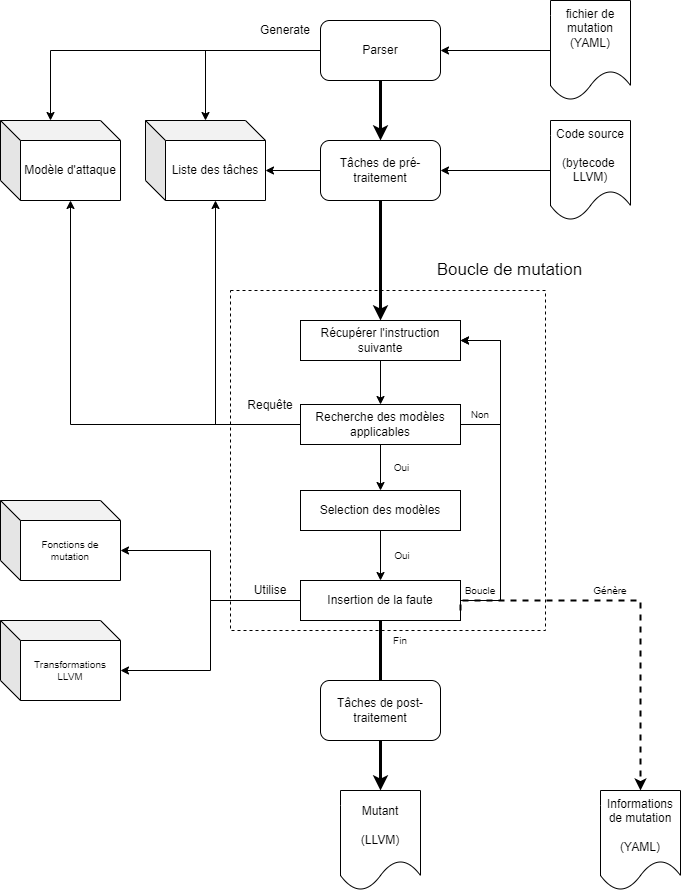 fichier de
mutation
(YAML)
Generate
Parser
Code source
(bytecode
LLVM)
Modèle d'attaque
Liste des tâches
Tâches de pré-
traitement
Boucle de mutation
Récupérer l'instruction
suivante
Requête
Recherche des modèles
applicables
Non
Oui
Selection des modèles
Fonctions de
mutation
Oui
Utilise
Insertion de la faute
Boucle
Génère
Fin
Transformations
LLVM
Tâches de post-
traitement
Mutant
(LLVM)
Informations
de mutation
(YAML)